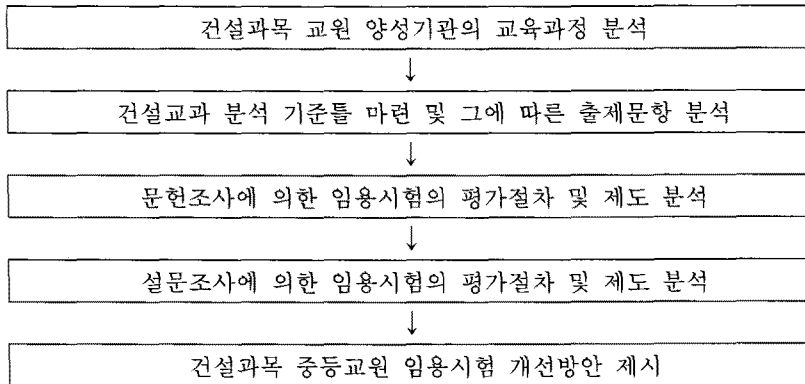 건설과목 교원 양성기관의 교육과정 분석
↓
건설교과 분석 기준틀 마련 및 그에 따른 출제문항 분석
↓
문헌조사에 의한 임용시험의 평가절차 및 제도 분석
↓
설문조사에 의한 임용시험의 평가절차 및 제도 분석
↓
건설과목 중등교원 임용시험 개선방안 제시